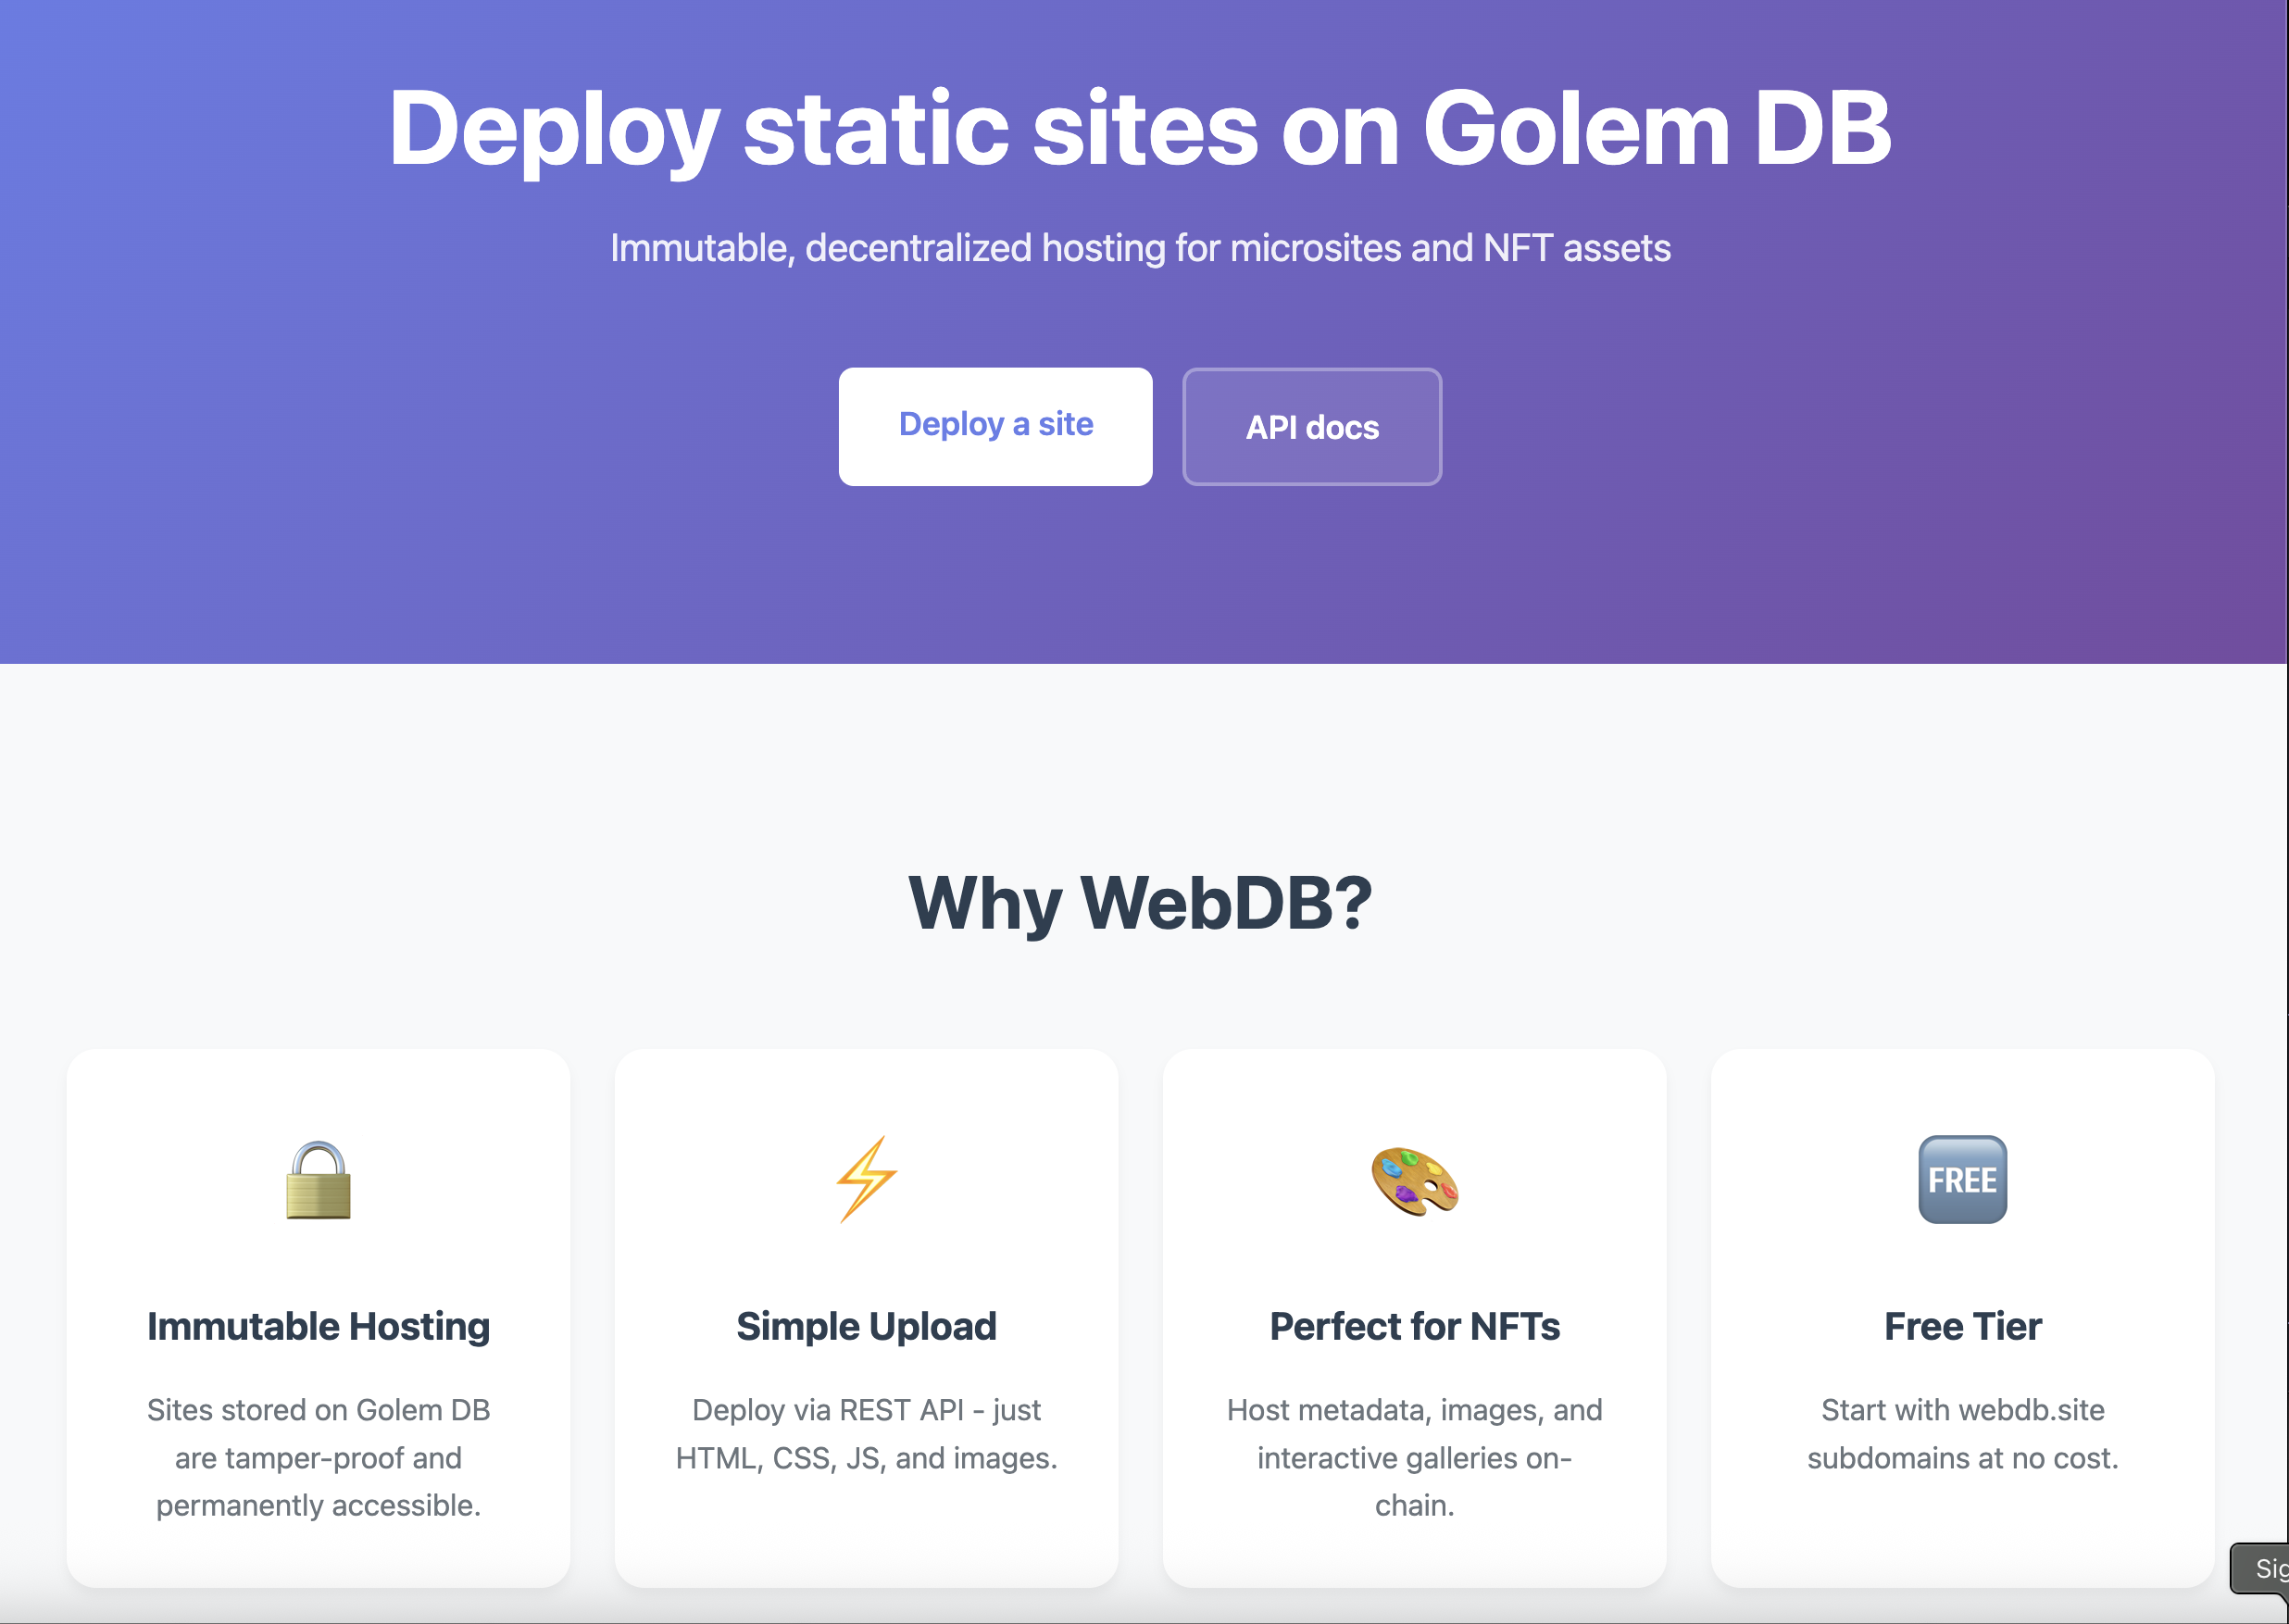 Deploy static sites on Golem DB
Immutable, decentralized hosting for microsites and NFT assets
Deploy a site
API docs
Why WebDB?
FREE
Immutable Hosting
Sites stored on Golem DB
are tamper-proof and
permanently accessible.
Simple Upload
Deploy via REST API - just
HTML, CSS, JS, and images.
Perfect for NFTs
Host metadata, images, and
interactive galleries on-
chain.
Free Tier
Start with webdb.site
subdomains at no cost.